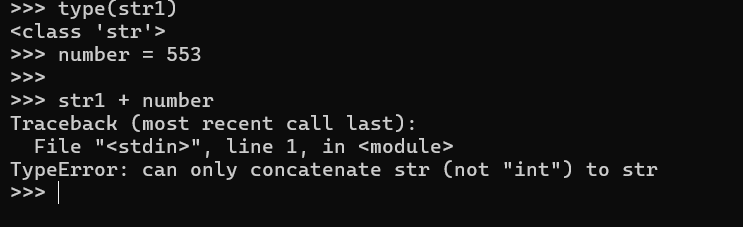 >>> type(str1)
<class 'str'>
>>> number = 553
>>>
>>> str1 + number
Traceback (most recent call last):
  File "<stdin>", line 1, in <module>
TypeError: can only concatenate str (not "int") to str
>>>